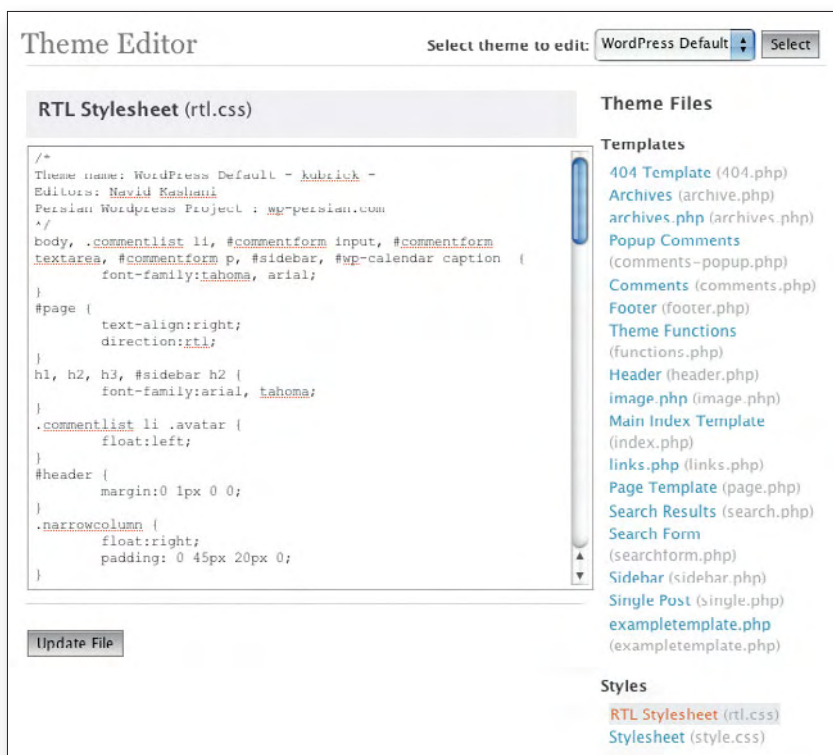 Theme Editor
Select theme to edit: WordPress Default Select
RTL Stylesheet (rtl.css)
/*
Theme name: WordPress Default - kubrick -
Editors: Navid Kashani
Persian Wordpress Project : wp-persian.com
*/
body, .commentlist li, #commentform input, #commentform
textarea, #commentform p, #sidebar, #wp-calendar caption {
font-family:tahoma, arial;
}
#page {
text-align:right;
direction:rtl;
}
h1, h2, h3, #sidebar h2 {
font-family:arial, tahoma;
}
.commentlist li .avatar {
float:left;
}
#header {
margin:0 1px 0 0;
}
.narrowcolumn {
float:right;
padding: 0 45px 20px 0;
}
Update File
Theme Files
Templates
404 Template (404.php)
Archives (archive.php)
archives.php (archives.php)
Popup Comments
(comments-popup.php)
Comments (comments.php)
Footer (footer.php)
Theme Functions
(functions.php)
Header (header.php)
image.php (image.php)
Main Index Template
(index.php)
links.php (links.php)
Page Template (page.php)
Search Results (search.php)
Search Form
(searchform.php)
Sidebar (sidebar.php)
Single Post (single.php)
exampletemplate.php
(exampletemplate.php)
Styles
RTL Stylesheet (rtl.css)
Stylesheet (style.css)